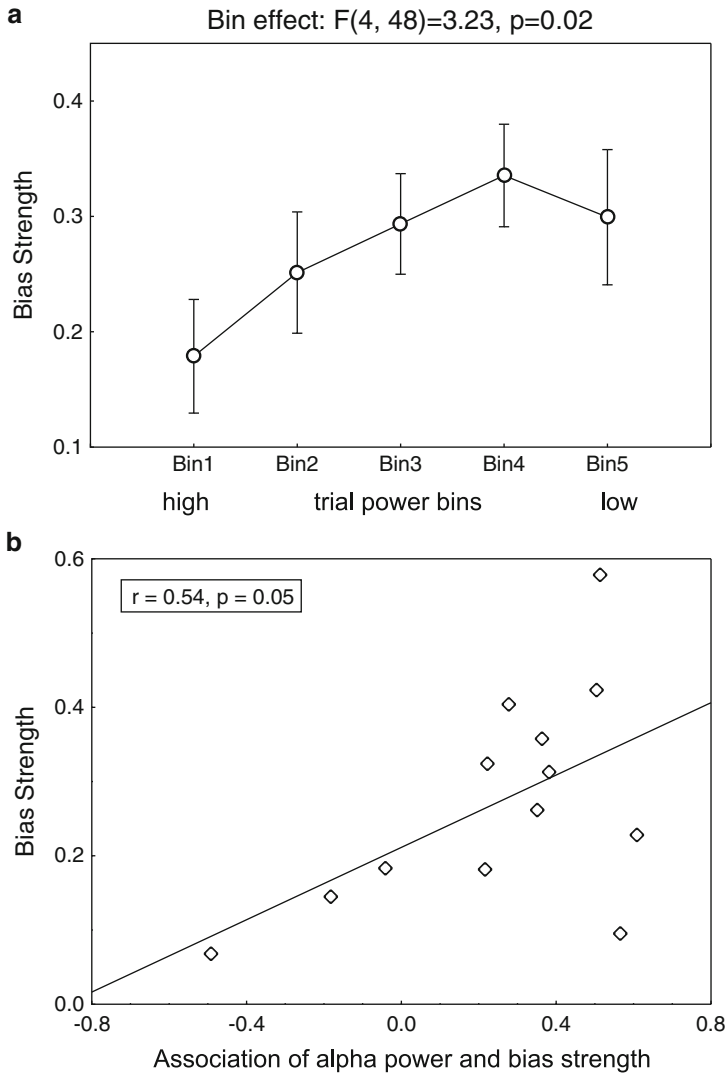 a
Bin effect: F(4, 48)=3.23, p=0.02
Bias Strength
0.4
0.3
0.2
0.1
Bin1 Bin2 Bin3 Bin4 Bin5
high trial power bins low
b
r = 0.54, p = 0.05
Bias Strength
0.6
0.4
0.2
0.0
-0.8 -0.4 0.0 0.4 0.8
Association of alpha power and bias strength